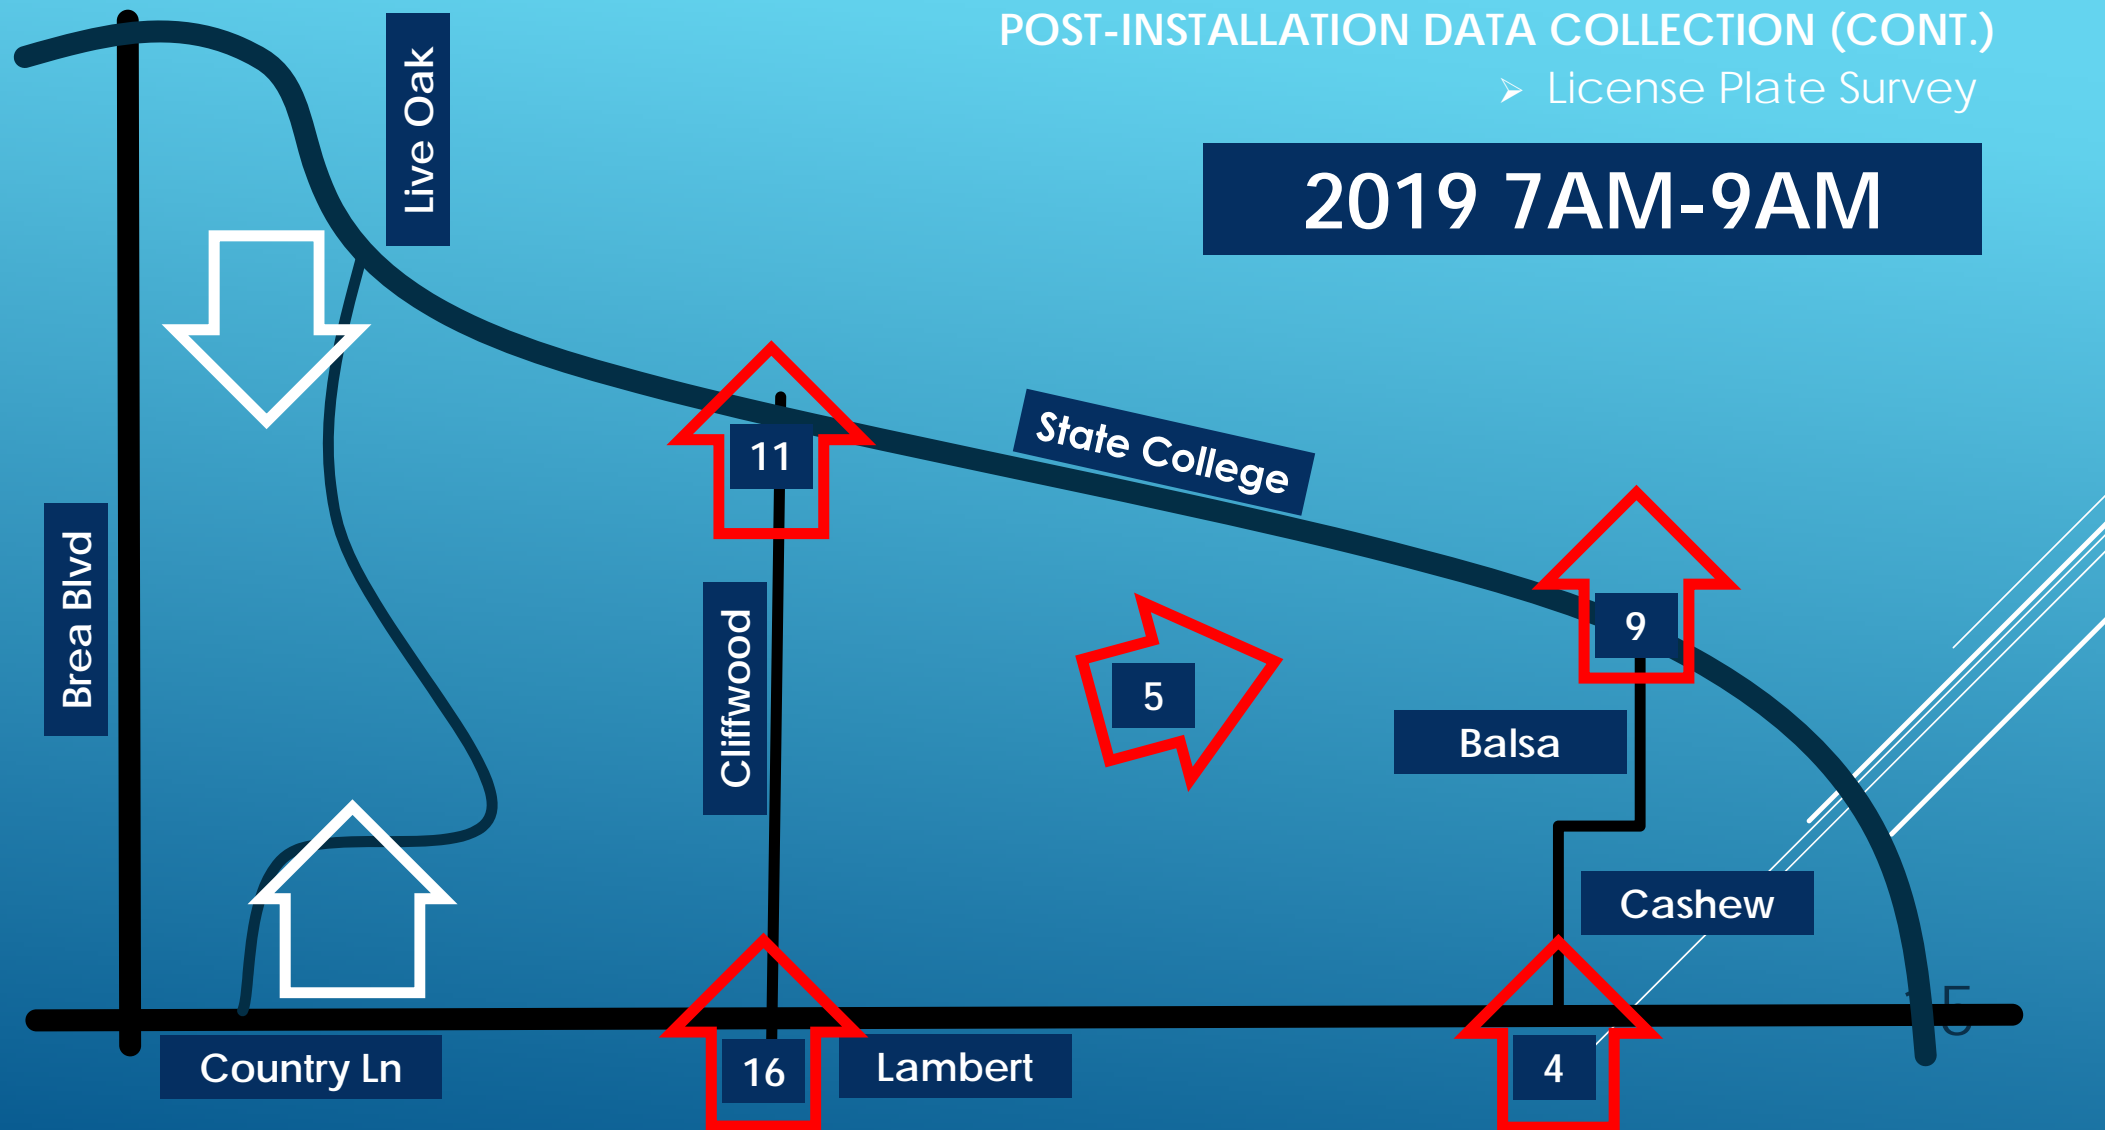 POST-INSTALLATION DATA COLLECTION (CONT.)
➢ License Plate Survey
2019 7AM-9AM
Live Oak
State College
11
9
Brea Blvd
Cliffwood
5
Balsa
Cashew
15
Country Ln
16
Lambert
4